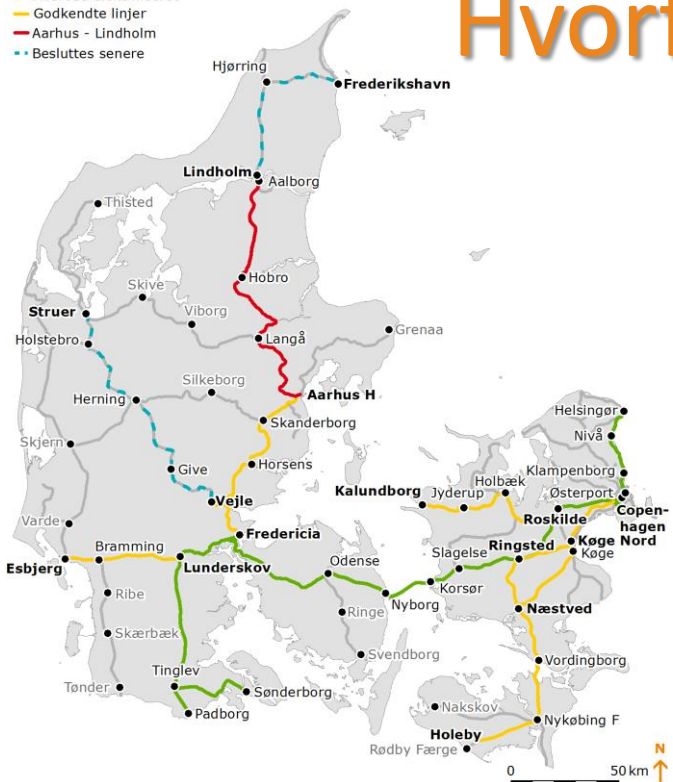 Hvorf
Godkendte linjer
Aarhus - Lindholm
Besluttes senere
Hjørring
Frederikshavn
Lindholm
Aalborg
Thisted
Hobro
Skive
Struer
Viborg
Grenaa
Holstebro
Langå
Silkeborg
Herning
Aarhus H
Skanderborg
Helsingør
Skjern
Nivå
Give
Horsens
Klampenborg
Holbæk
Kalundborg
Jyderup
Østerport
Vejle
Copen-
hagen
Varde
Roskilde
Fredericia
Køge Nord
Ringsted
Køge
Bramming
Slagelse
Esbjerg
Lunderskov
Odense
Korsør
Nyborg
Ribe
Næstved
Ringe
Skærbæk
Svendborg
Vordingborg
Tinglev
Tønder
Sønderborg
Nakskov
Padborg
Nykøbing F
Holeby
Rødby Færge
N
0 50 km